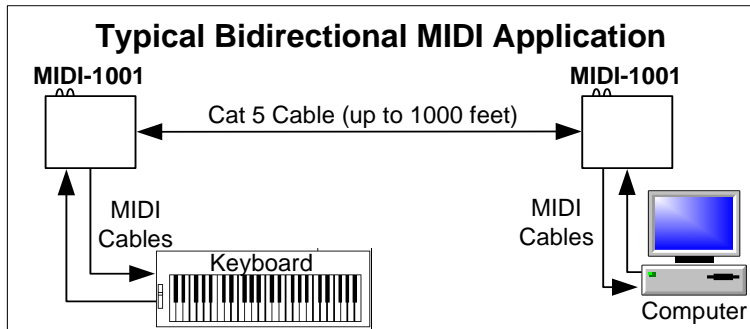 Typical Bidirectional MIDI Application
MIDI-1001
MIDI-1001
Cat 5 Cable (up to 1000 feet)
MIDI
Cables
MIDI
Cables
Keyboard
Computer